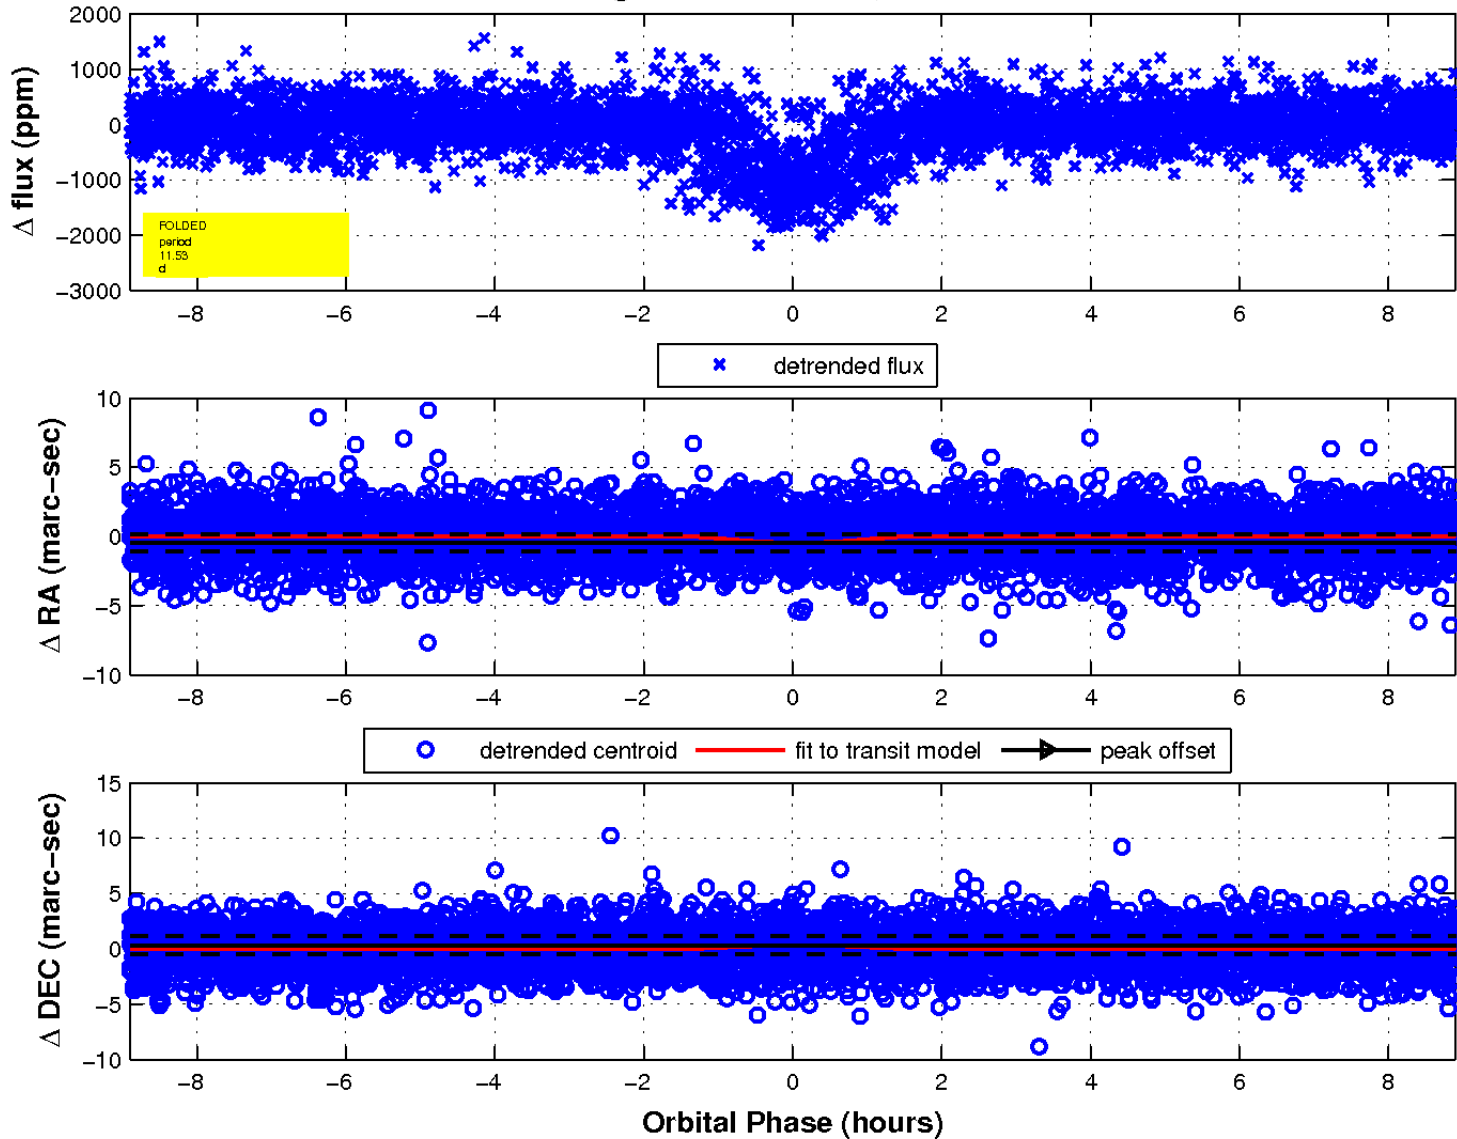 2000
1000
0
−1000
−2000
−3000
Δ flux (ppm)
FOLDED
period
11.53
d
−8 −6 −4 −2 0 2 4 6 8
detrended flux
10
5
0
−5
−10
Δ RA (marc−sec)
−8 −6 −4 −2 0 2 4 6 8
detrended centroid fit to transit model peak offset
15
10
5
0
−5
−10
Δ DEC (marc−sec)
−8 −6 −4 −2 0 2 4 6 8
Orbital Phase (hours)